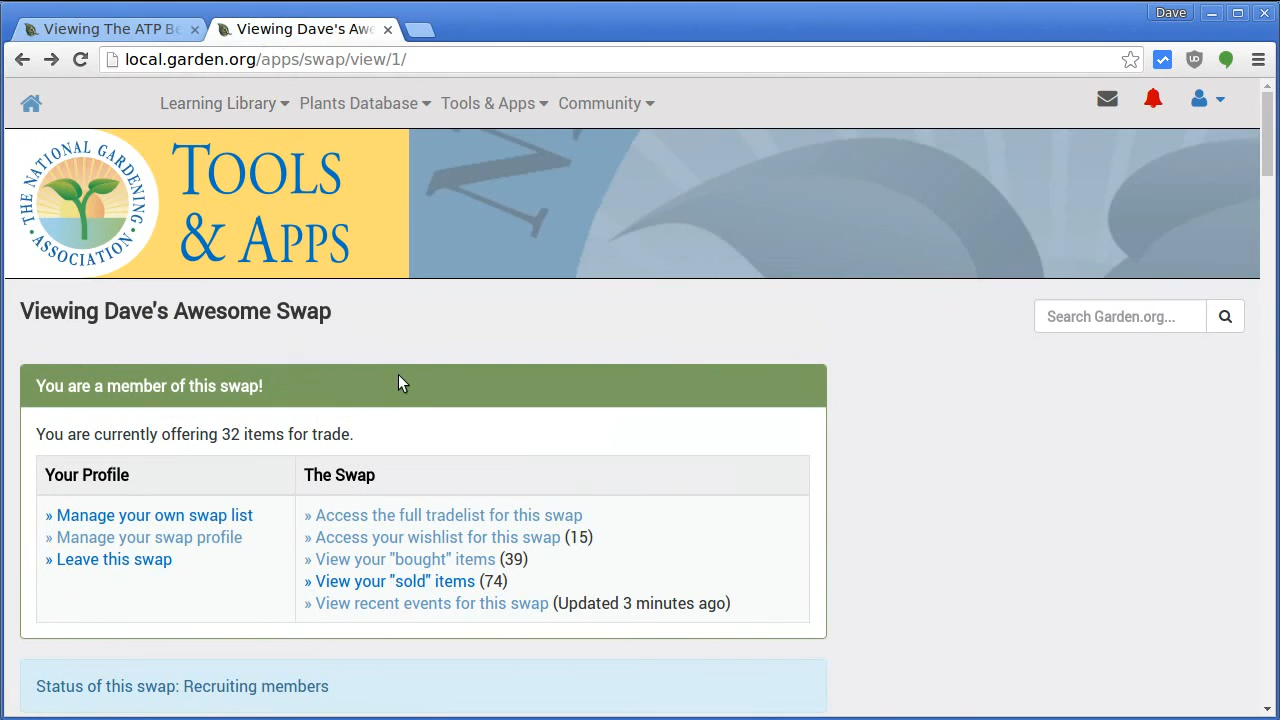 Dave
Viewing The ATP Be
Viewing Dave's Awe
local.garden.org/apps/swap/view/1/
Learning Library Plants Database Tools & Apps Community
THE NATIONAL GARDENING ASSOCIATION
TOOLS
& APPS
Viewing Dave's Awesome Swap
Search Garden.org...
You are a member of this swap!
You are currently offering 32 items for trade.
Your Profile The Swap
» Manage your own swap list
» Manage your swap profile
» Leave this swap
» Access the full tradelist for this swap
» Access your wishlist for this swap (15)
» View your "bought" items (39)
» View your "sold" items (74)
» View recent events for this swap (Updated 3 minutes ago)
Status of this swap: Recruiting members